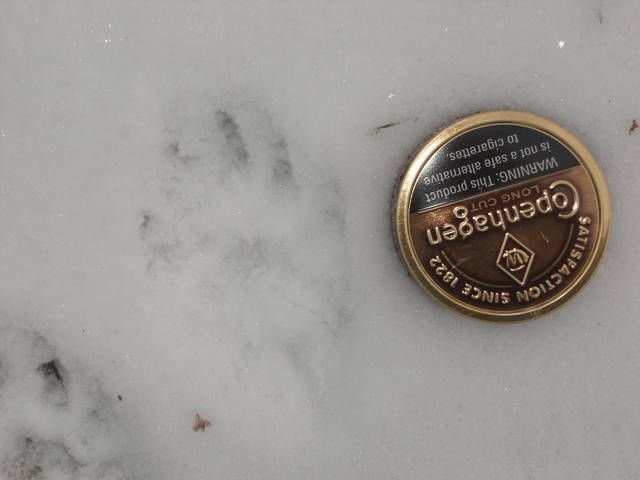 WARNING: This product
is not a safe alternative
to cigarettes.
Copenhagen
LONG CUT
SATISFACTION SINCE 1822